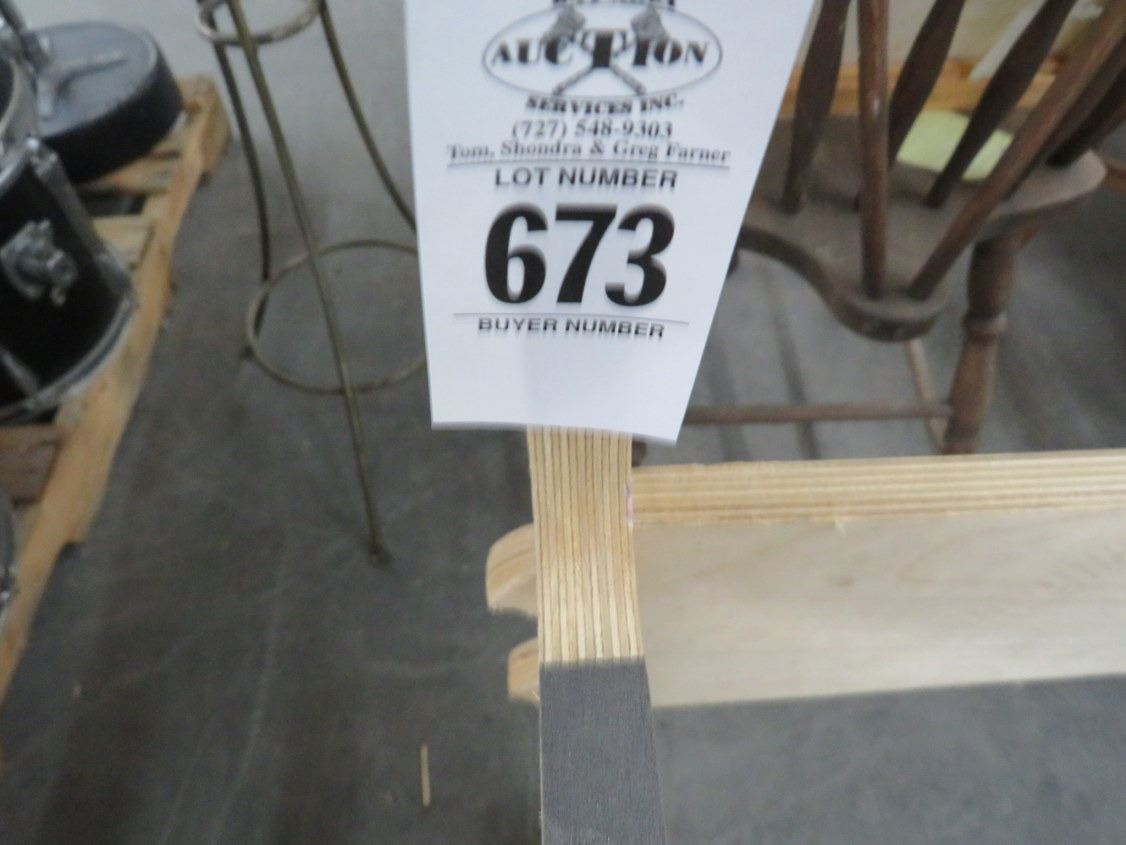 AUCTION
SERVICES INC.
(727) 548-9303
Tom, Shondra & Greg Farner
LOT NUMBER
673
BUYER NUMBER